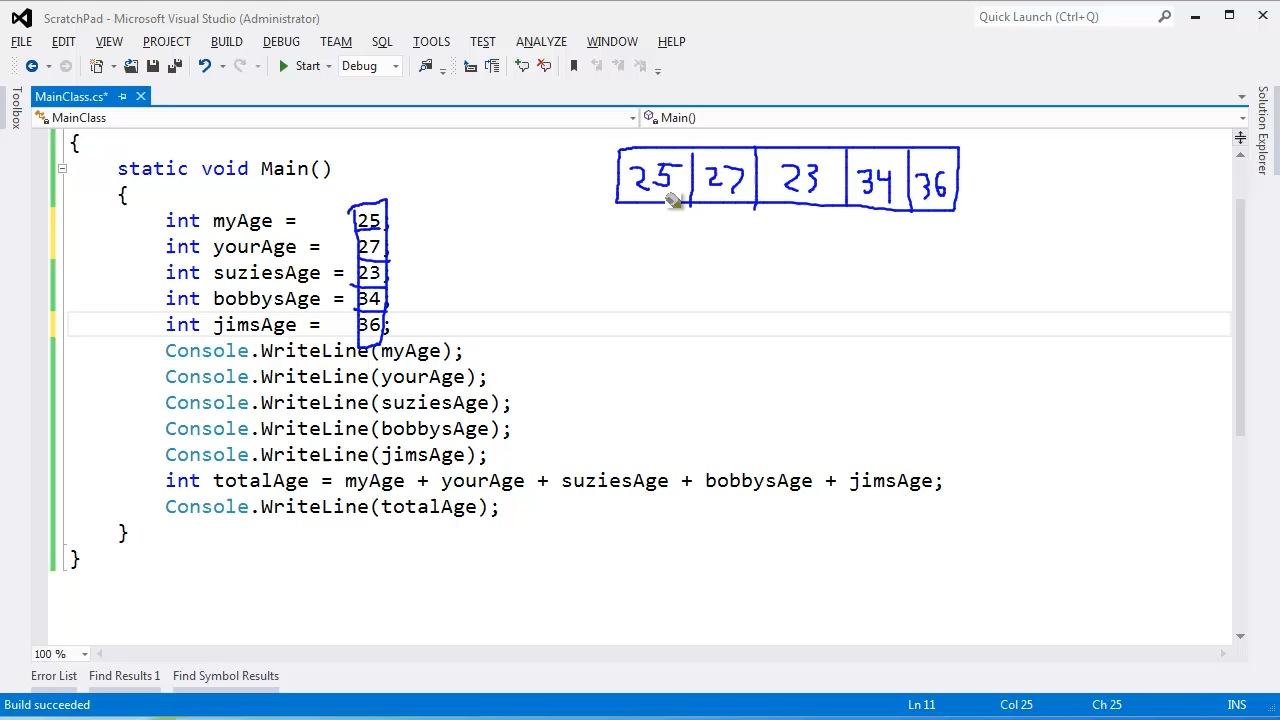 ScratchPad - Microsoft Visual Studio (Administrator)
Quick Launch (Ctrl+Q)
FILE EDIT VIEW PROJECT BUILD DEBUG TEAM SQL TOOLS TEST ANALYZE WINDOW HELP
Start Debug
MainClass.cs*
MainClass Main()
Toolbox
Solution Explorer
{
static void Main()
{
int myAge = 25
int yourAge = 27
int suziesAge = 23
int bobbysAge = 34
int jimsAge = 36;
Console.WriteLine(myAge);
Console.WriteLine(yourAge);
Console.WriteLine(suziesAge);
Console.WriteLine(bobbysAge);
Console.WriteLine(jimsAge);
int totalAge = myAge + yourAge + suziesAge + bobbysAge + jimsAge;
Console.WriteLine(totalAge);
}
}
25 27 23 34 36
100 %
Error List Find Results 1 Find Symbol Results
Build succeeded Ln 11 Col 25 Ch 25 INS